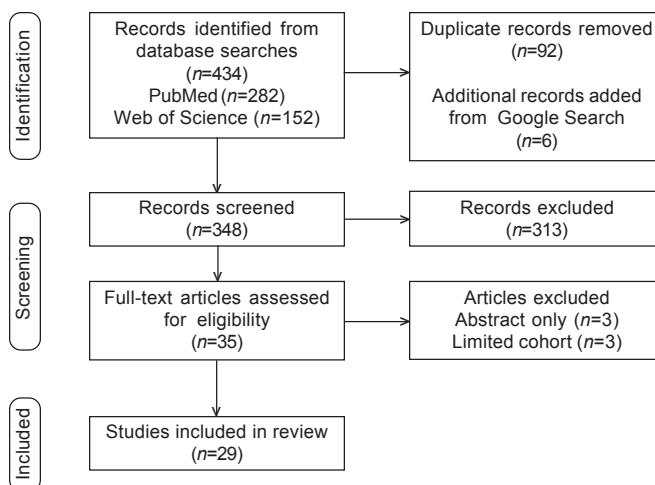 Identification
Records identified from
database searches
(n=434)
PubMed (n=282)
Web of Science (n=152)
Duplicate records removed
(n=92)
Additional records added
from Google Search
(n=6)
Screening
Records screened
(n=348)
Records excluded
(n=313)
Full-text articles assessed
for eligibility
(n=35)
Articles excluded
Abstract only (n=3)
Limited cohort (n=3)
Included
Studies included in review
(n=29)